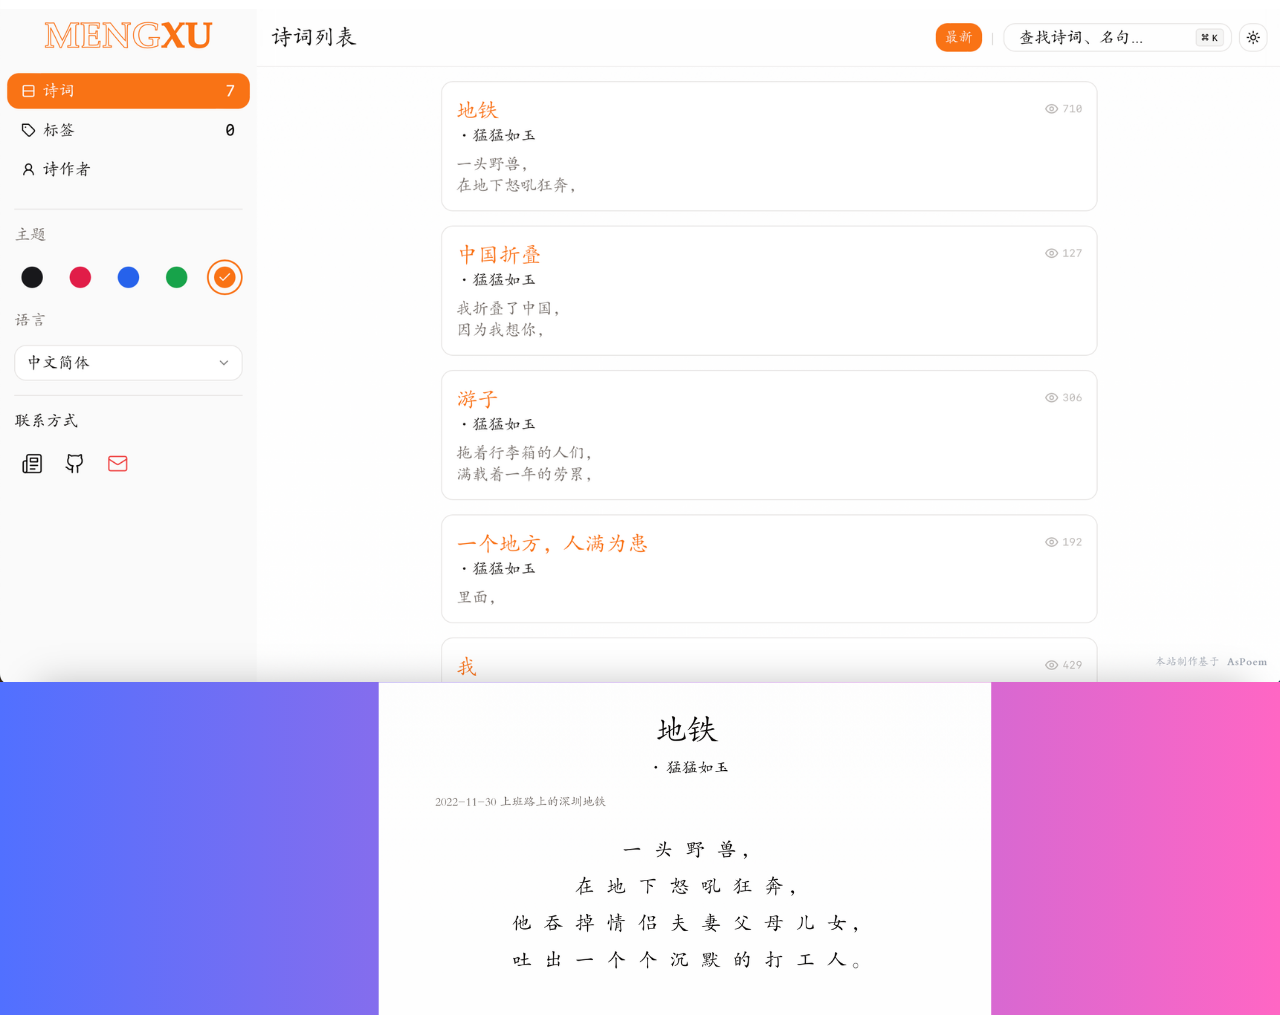 MENGXU
诗词列表
最新
查找诗词、名句...
⌘ K
诗词 7
标签 0
诗作者
主题
语言
中文简体
联系方式
地铁 710
· 猛猛如玉
一头野兽，
在地下怒吼狂奔，
中国折叠 127
· 猛猛如玉
我折叠了中国，
因为我想你，
游子 306
· 猛猛如玉
拖着行李箱的人们，
满载着一年的劳累，
一个地方，人满为患 192
· 猛猛如玉
里面，
我 429
本站制作基于 AsPoem
地铁
· 猛猛如玉
2022-11-30 上班路上的深圳地铁
一头野兽，
在地下怒吼狂奔，
他吞掉情侣夫妻父母儿女，
吐出一个个沉默的打工人。